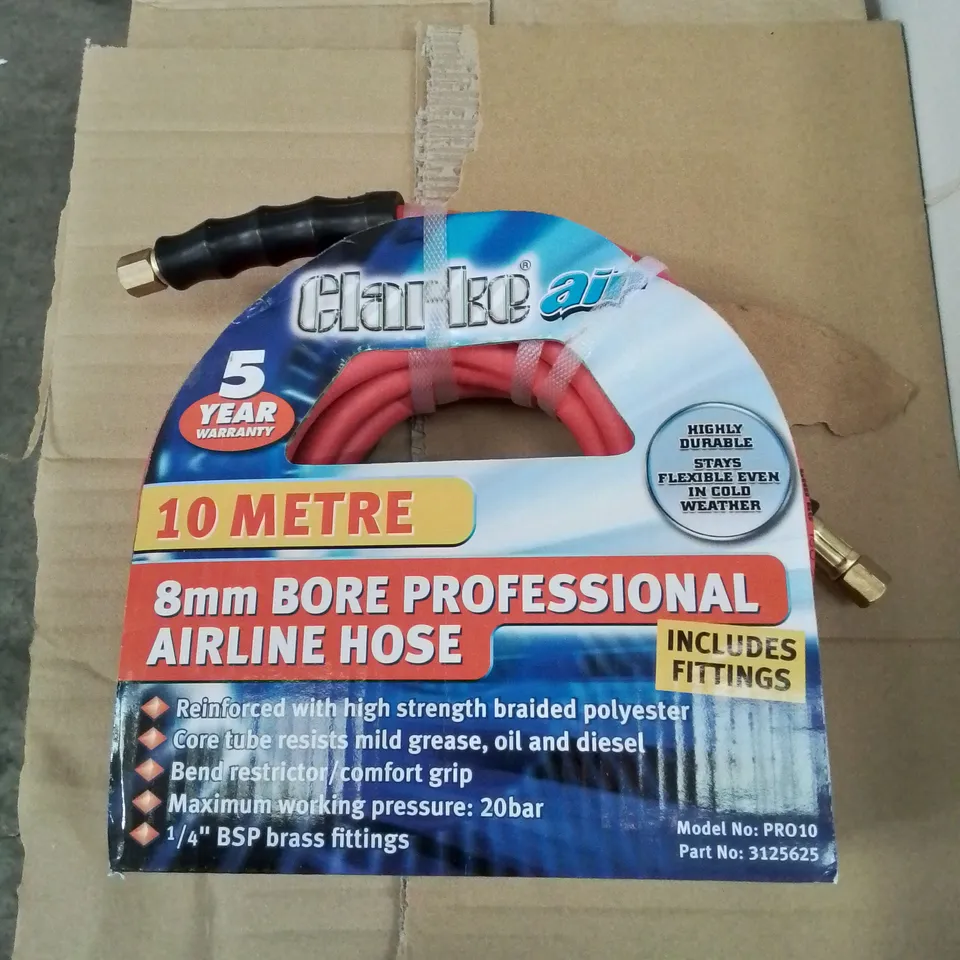 Clarke® air
5
YEAR
WARRANTY
HIGHLY
DURABLE
STAYS
FLEXIBLE EVEN
IN COLD
WEATHER
10 METRE
8mm BORE PROFESSIONAL
AIRLINE HOSE
INCLUDES
FITTINGS
Reinforced with high strength braided polyester
Core tube resists mild grease, oil and diesel
Bend restrictor/comfort grip
Maximum working pressure: 20bar
1/4" BSP brass fittings
Model No: PRO10
Part No: 3125625